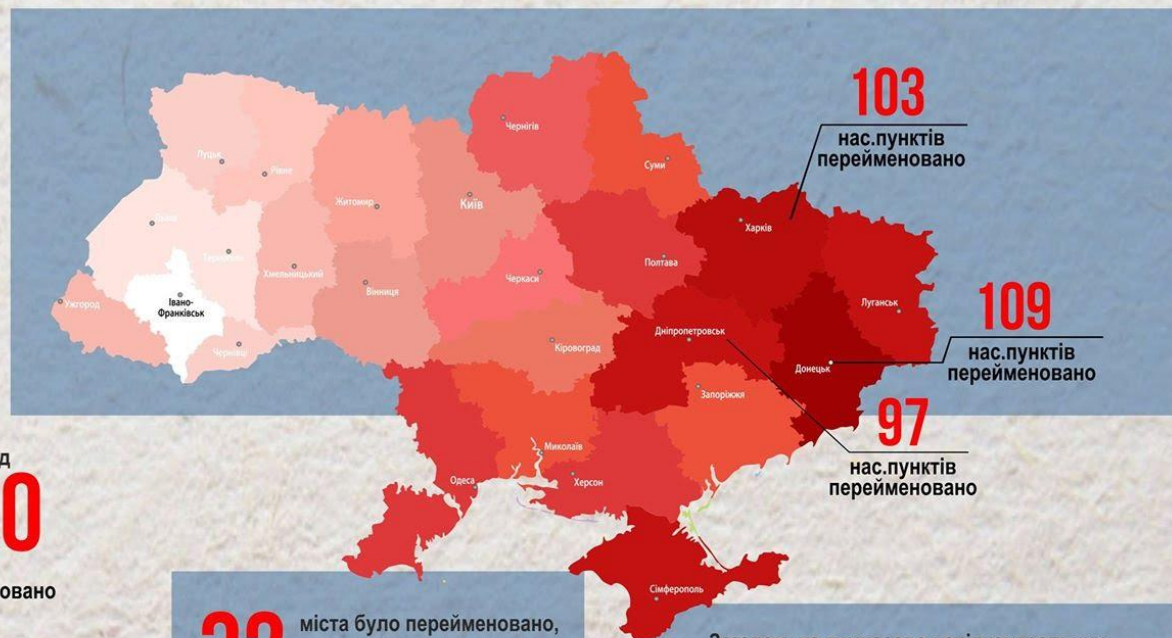 103
нас.пунктів
перейменовано
Чернігів
Суми
Луцьк
Рівне
Житомир
Київ
Харків
Львів
Тернопіль
Хмельницький
Полтава
Черкаси
Вінниця
Луганськ
Ужгород
Івано-
Франківськ
109
нас.пунктів
перейменовано
Чернівці
Кіровоград
Дніпропетровськ
Донецьк
Запоріжжя
97
нас.пунктів
перейменовано
Миколаїв
Одеса
Херсон
Сімферополь
0
міста було перейменовано,